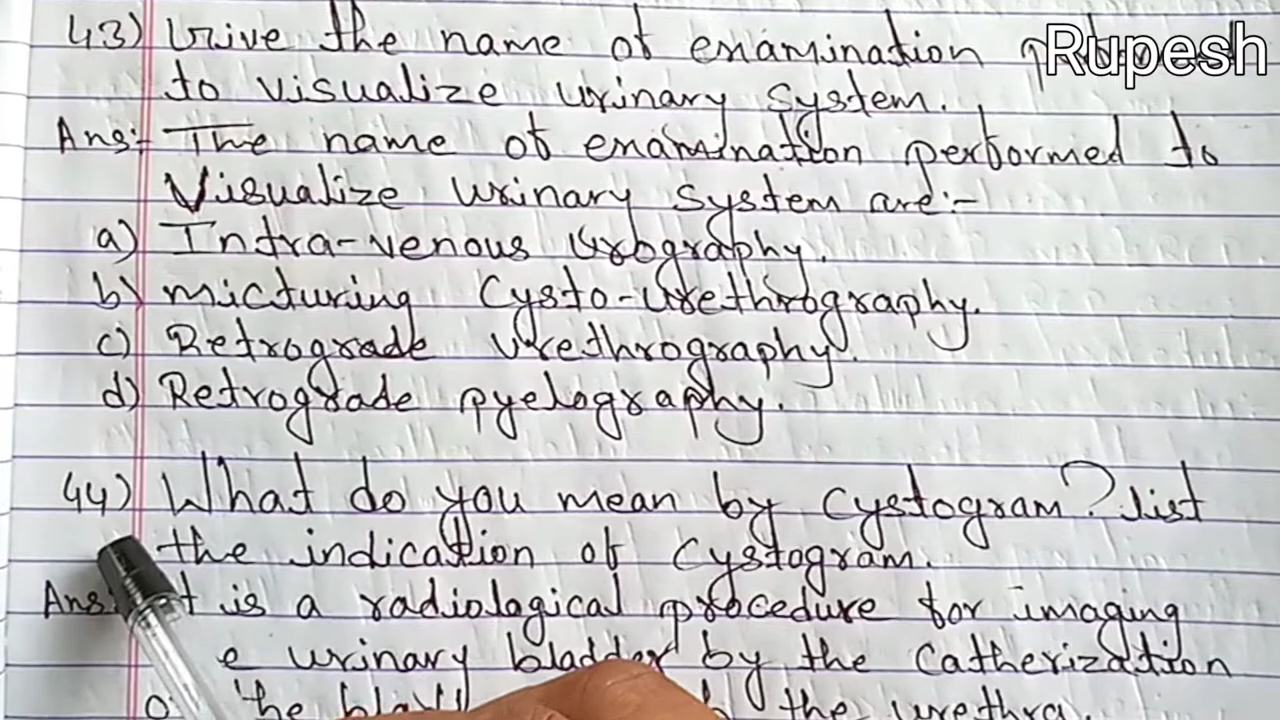 43) Give the name of examination
Rupesh
to visualize urinary system.
Ans:- The name of examination performed to
Visualize urinary system are:-
a) Intra-venous Urography.
b) micturing Cysto-urethrography.
c) Retrograde Urethrography.
d) Retrograde pyelography.
44) What do you mean by Cystogram? list
the indication of Cystogram.
Ans: It is a radiological procedure for imaging
urinary bladder by the Catherization
the urethra.